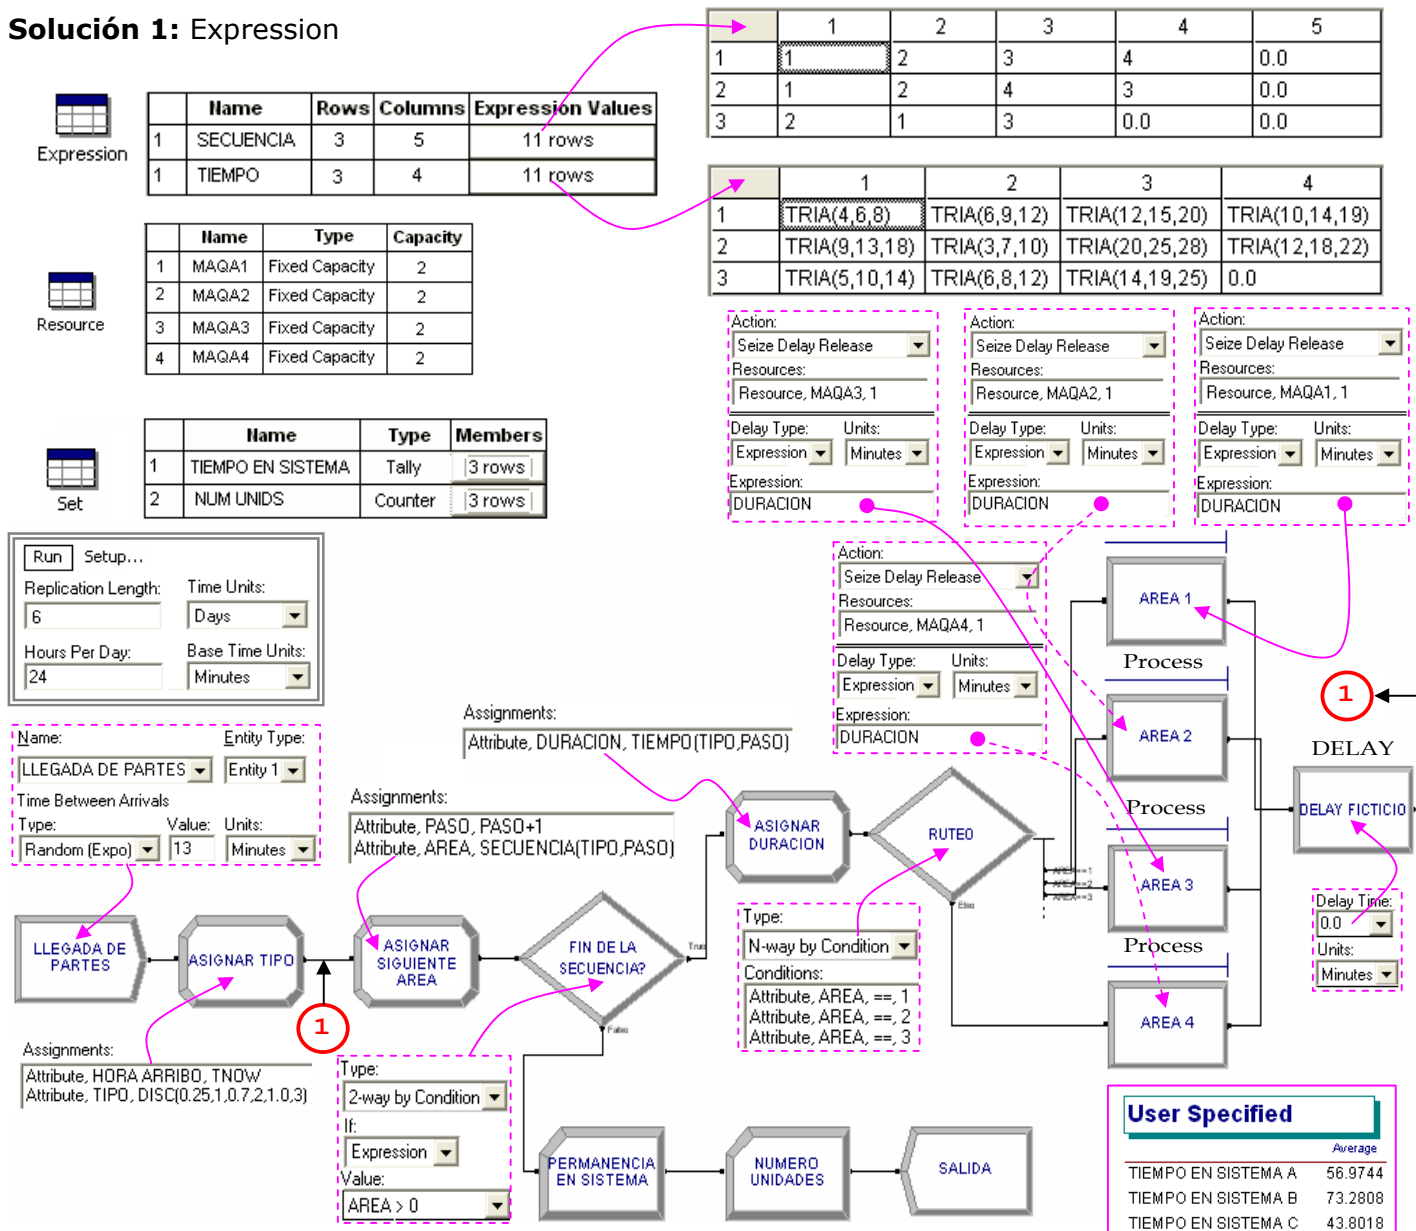 Solución 1: Expression
1 2 3 4 5
1 1 2 3 4 0.0
2 1 2 4 3 0.0
3 2 1 3 0.0 0.0
Expression
Name Rows Columns Expression Values
1 SECUENCIA 3 5 11 rows
1 TIEMPO 3 4 11 rows
1 2 3 4
1 TRIA(4,6,8) TRIA(6,9,12) TRIA(12,15,20) TRIA(10,14,19)
2 TRIA(9,13,18) TRIA(3,7,10) TRIA(20,25,28) TRIA(12,18,22)
3 TRIA(5,10,14) TRIA(6,8,12) TRIA(14,19,25) 0.0
Resource
Name Type Capacity
1 MAQA1 Fixed Capacity 2
2 MAQA2 Fixed Capacity 2
3 MAQA3 Fixed Capacity 2
4 MAQA4 Fixed Capacity 2
Set
Name Type Members
1 TIEMPO EN SISTEMA Tally 3 rows
2 NUM UNIDS Counter 3 rows
Action:
Seize Delay Release
Resources:
Resource, MAQA3, 1
Delay Type: Units:
Expression Minutes
Expression:
DURACION
Action:
Seize Delay Release
Resources:
Resource, MAQA2, 1
Delay Type: Units:
Expression Minutes
Expression:
DURACION
Action:
Seize Delay Release
Resources:
Resource, MAQA1, 1
Delay Type: Units:
Expression Minutes
Expression:
DURACION
Run Setup...
Replication Length: Time Units:
6 Days
Hours Per Day: Base Time Units:
24 Minutes
Action:
Seize Delay Release
Resources:
Resource, MAQA4, 1
Delay Type: Units:
Expression Minutes
Expression:
DURACION
AREA 1
Process
AREA 2
Process
AREA 3
Process
AREA 4
1
DELAY
DELAY FICTICIO
Delay Time:
0.0
Units:
Minutes
Name: Entity Type:
LLEGADA DE PARTES Entity 1
Time Between Arrivals
Type: Value: Units:
Random (Expo) 13 Minutes
Assignments:
Attribute, DURACION, TIEMPO(TIPO,PASO)
Assignments:
Attribute, PASO, PASO+1
Attribute, AREA, SECUENCIA(TIPO,PASO)
LLEGADA DE
PARTES
ASIGNAR TIPO
1
ASIGNAR
SIGUIENTE
AREA
FIN DE LA
SECUENCIA?
True
False
ASIGNAR
DURACION
RUTEO
AREA==1
AREA==2
AREA==3
Else
Type:
N-way by Condition
Conditions:
Attribute, AREA, ==, 1
Attribute, AREA, ==, 2
Attribute, AREA, ==, 3
Assignments:
Attribute, HORA ARRIBO, TNOW
Attribute, TIPO, DISC(0.25,1,0.7,2,1.0,3)
Type:
2-way by Condition
If:
Expression
Value:
AREA > 0
PERMANENCIA
EN SISTEMA
NUMERO
UNIDADES
SALIDA
User Specified
Average
TIEMPO EN SISTEMA A 56.9744
TIEMPO EN SISTEMA B 73.2808
TIEMPO EN SISTEMA C 43.8018